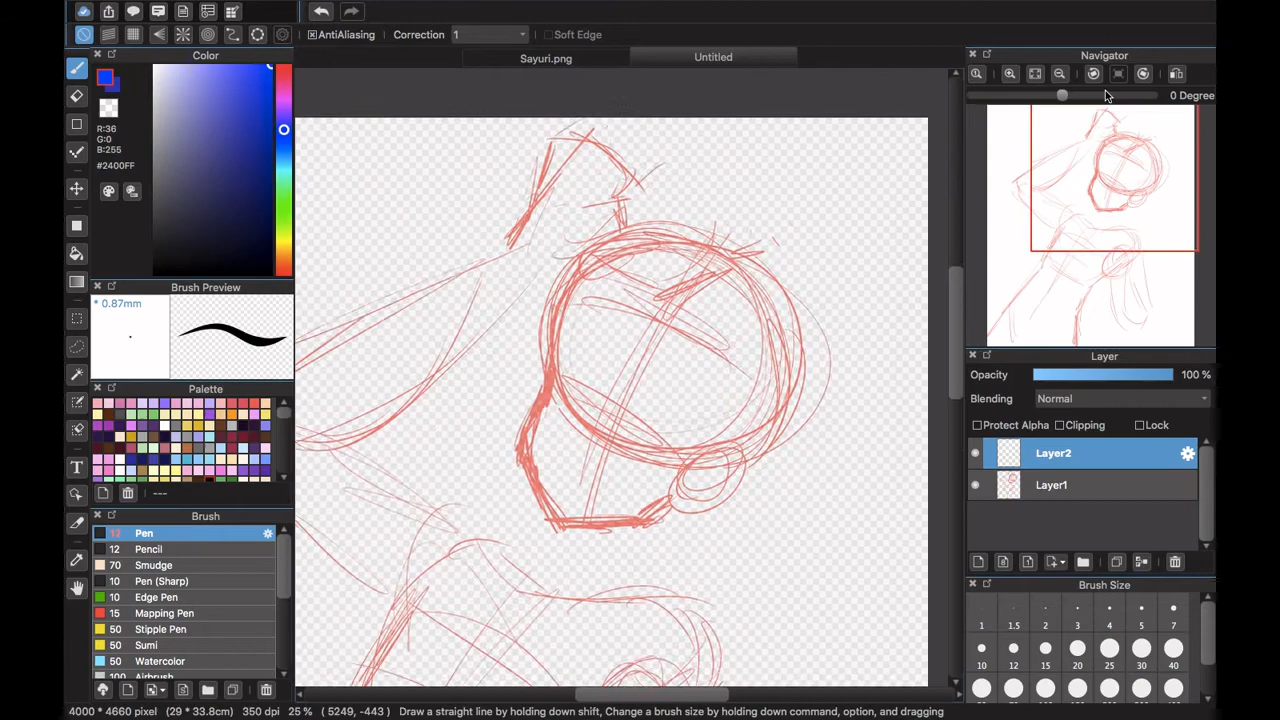 AntiAliasing Correction 1 Soft Edge
Color
Sayuri.png
Untitled
Navigator
0 Degree
R:36
G:0
B:255
#2400FF
Brush Preview
* 0.87mm
Palette
---
Brush
12 Pen
12 Pencil
70 Smudge
10 Pen (Sharp)
10 Edge Pen
15 Mapping Pen
50 Stipple Pen
50 Sumi
50 Watercolor
100 Airbrush
Layer
Opacity 100 %
Blending Normal
Protect Alpha Clipping Lock
Layer2
Layer1
Brush Size
1 1.5 2 3 4 5 7
10 12 15 20 25 30 40
4000 * 4660 pixel (29 * 33.8cm) 350 dpi 25 % ( 5249, -443 ) Draw a straight line by holding down shift, Change a brush size by holding down command, option, and dragging